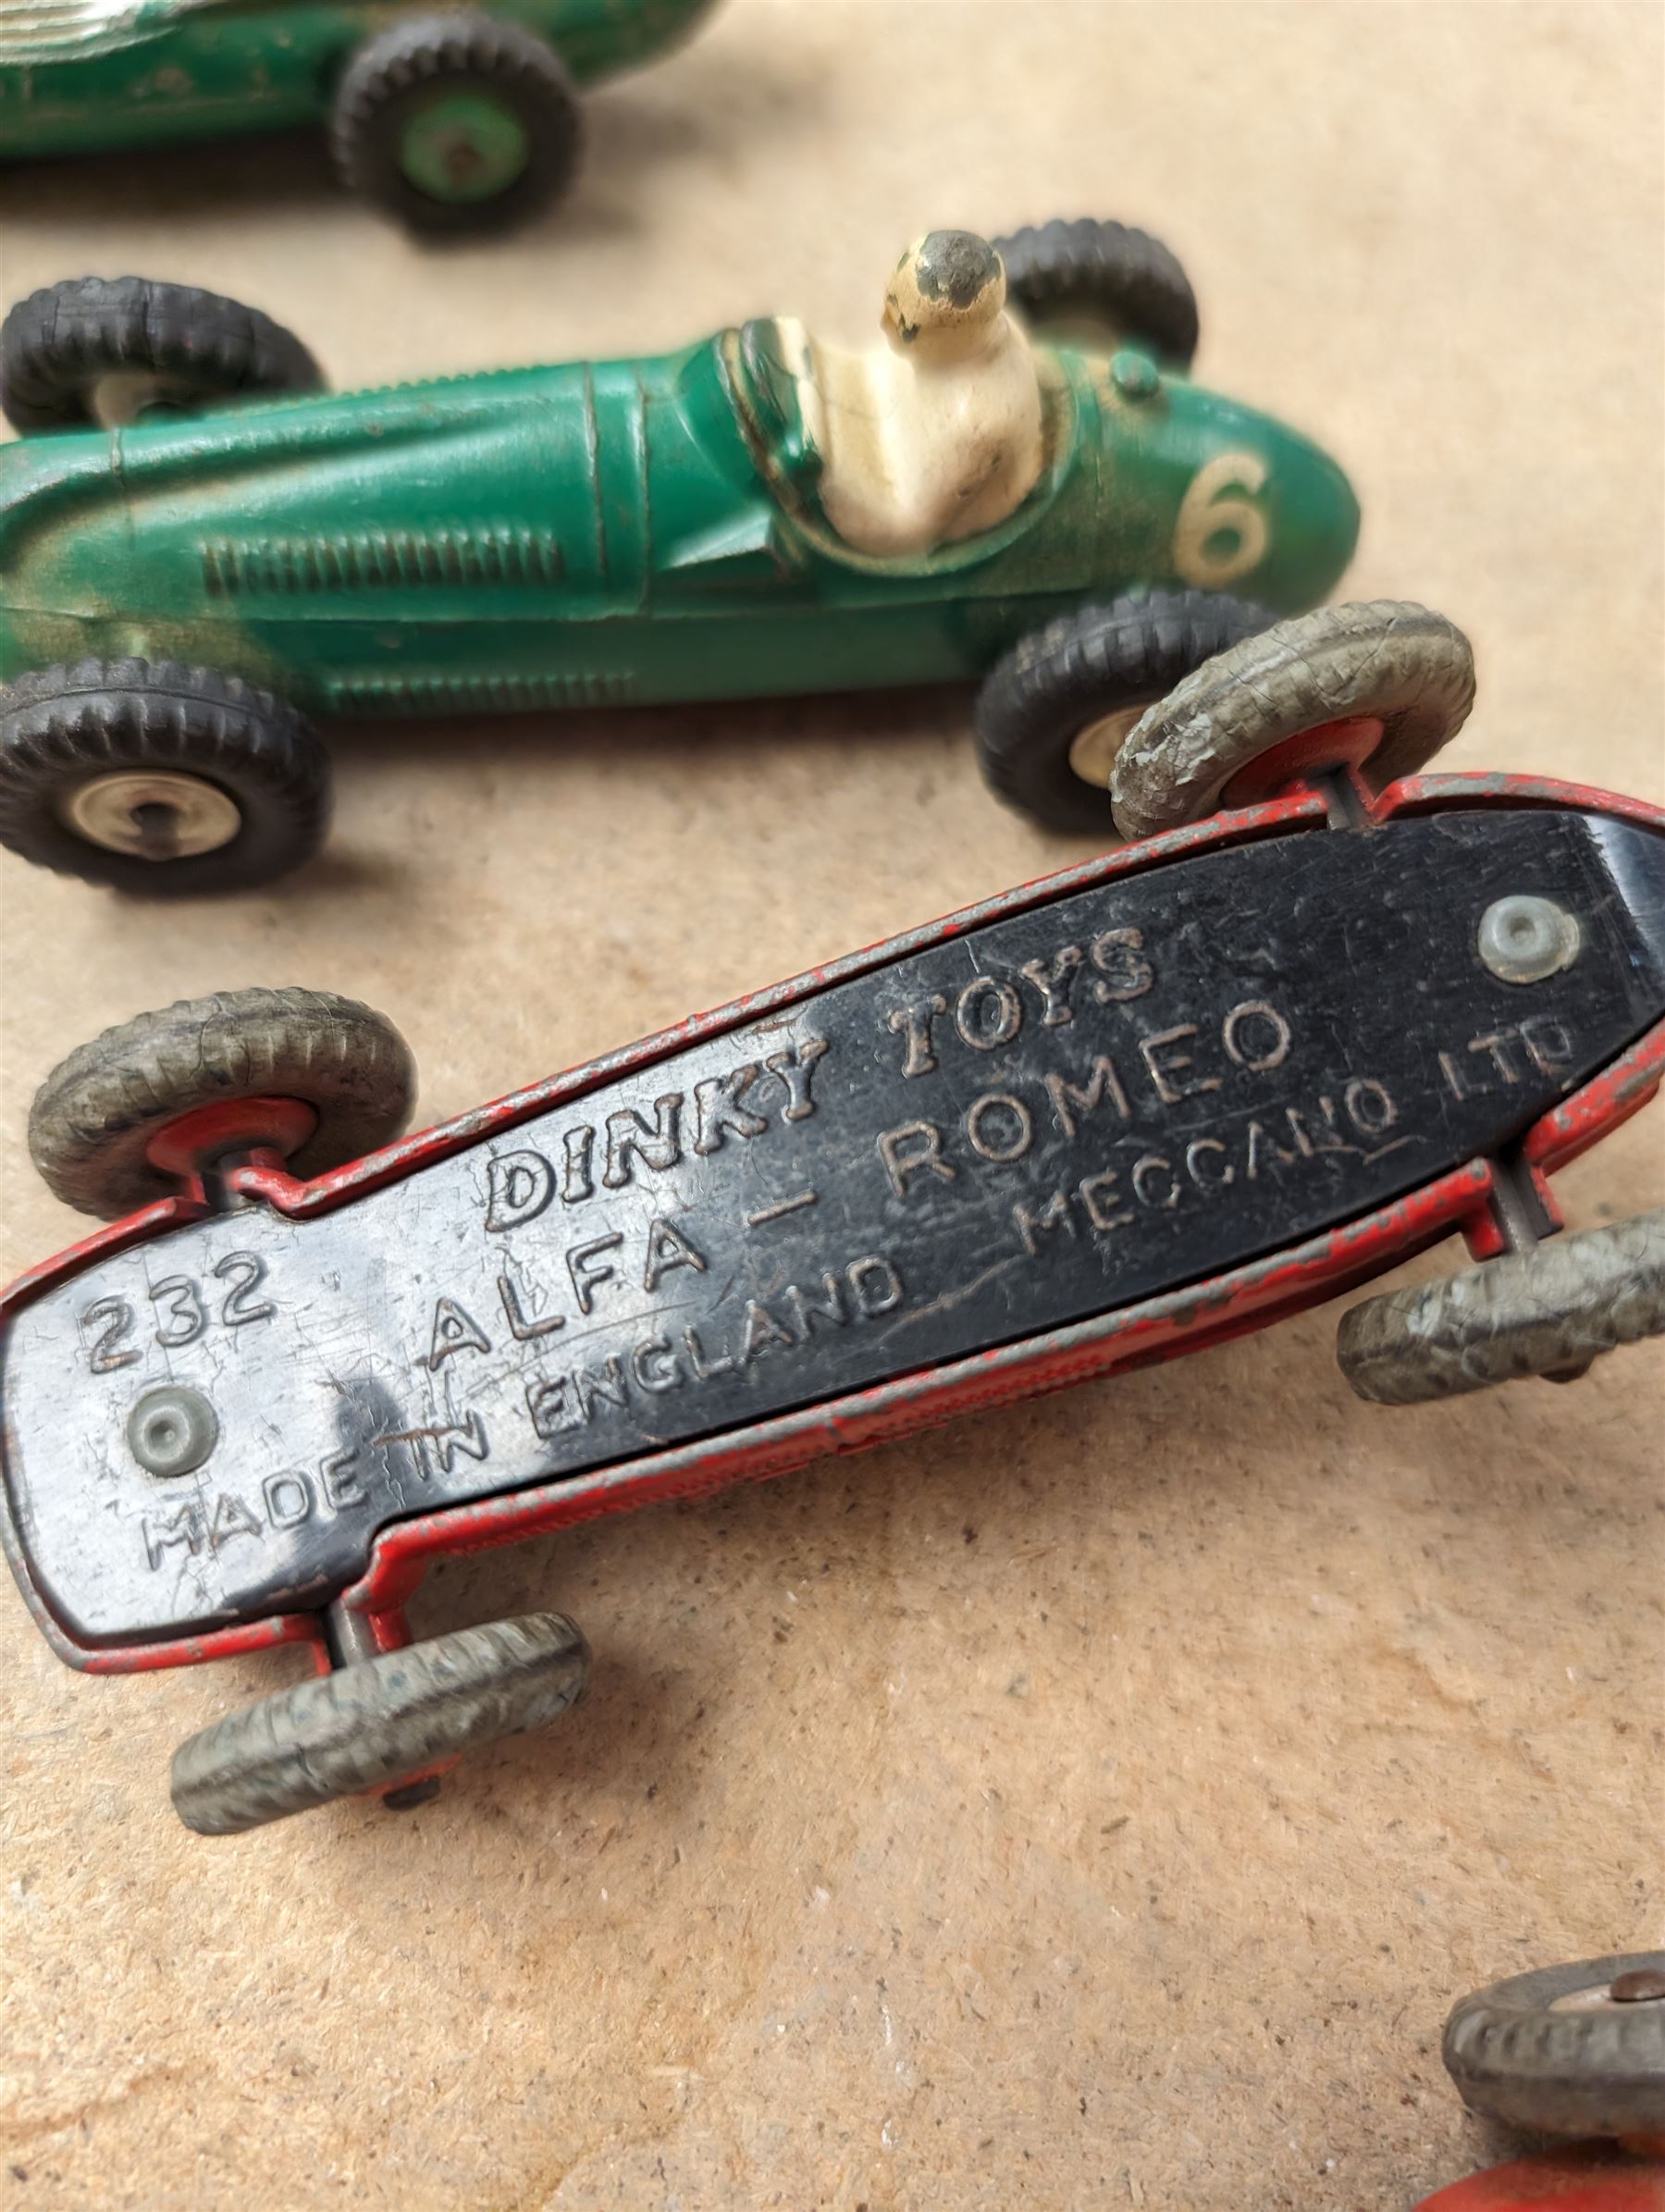 6
DINKY TOYS
232 ALFA - ROMEO
MADE IN ENGLAND MECCANO LTD